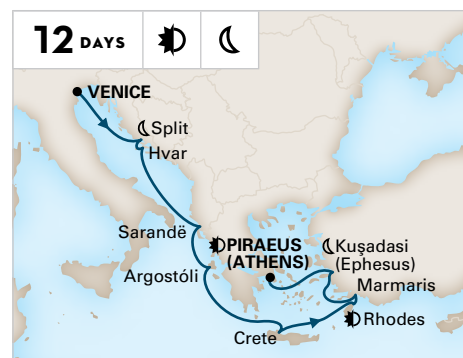 12 DAYS
VENICE
Split
Hvar
Sarandë
PIRAEUS
(ATHENS)
Kuşadasi
(Ephesus)
Argostóli
Marmaris
Rhodes
Crete